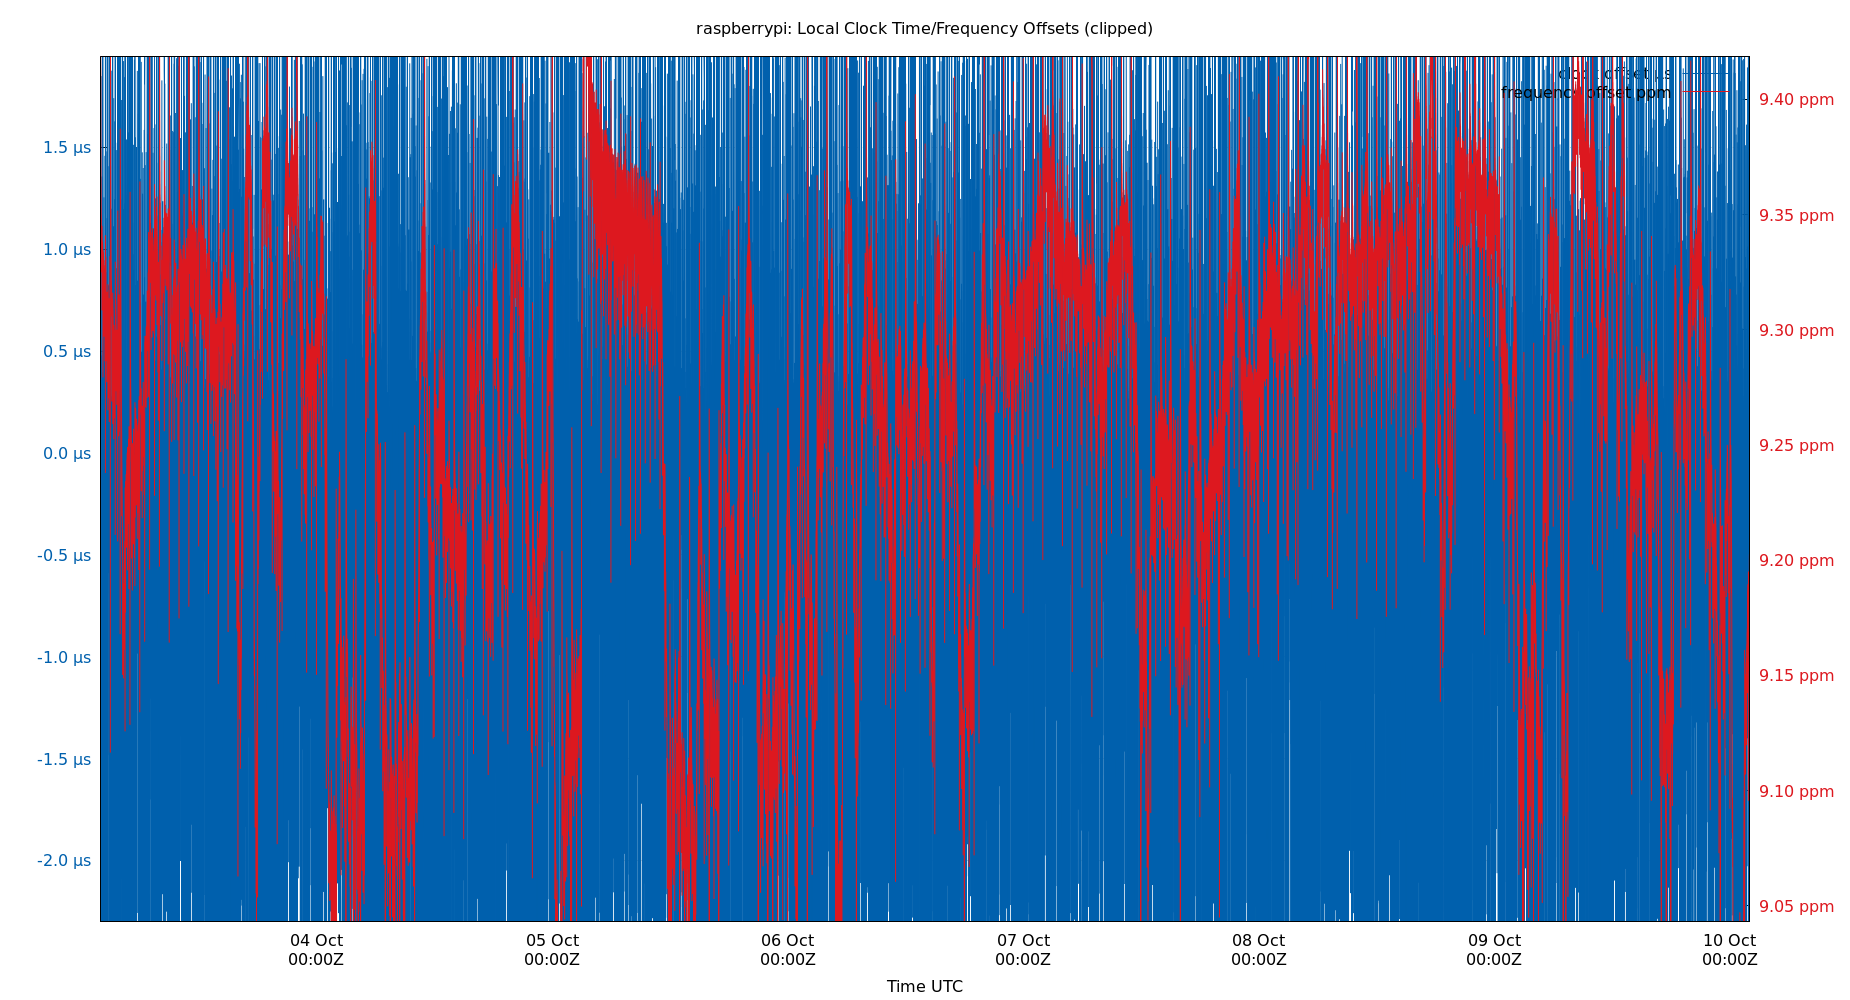 raspberrypi: Local Clock Time/Frequency Offsets (clipped)
clock offset µs
frequency offset ppm
1.5 µs
1.0 µs
0.5 µs
0.0 µs
-0.5 µs
-1.0 µs
-1.5 µs
-2.0 µs
9.40 ppm
9.35 ppm
9.30 ppm
9.25 ppm
9.20 ppm
9.15 ppm
9.10 ppm
9.05 ppm
04 Oct 05 Oct 06 Oct 07 Oct 08 Oct 09 Oct 10 Oct
00:00Z 00:00Z 00:00Z 00:00Z 00:00Z 00:00Z 00:00Z
Time UTC